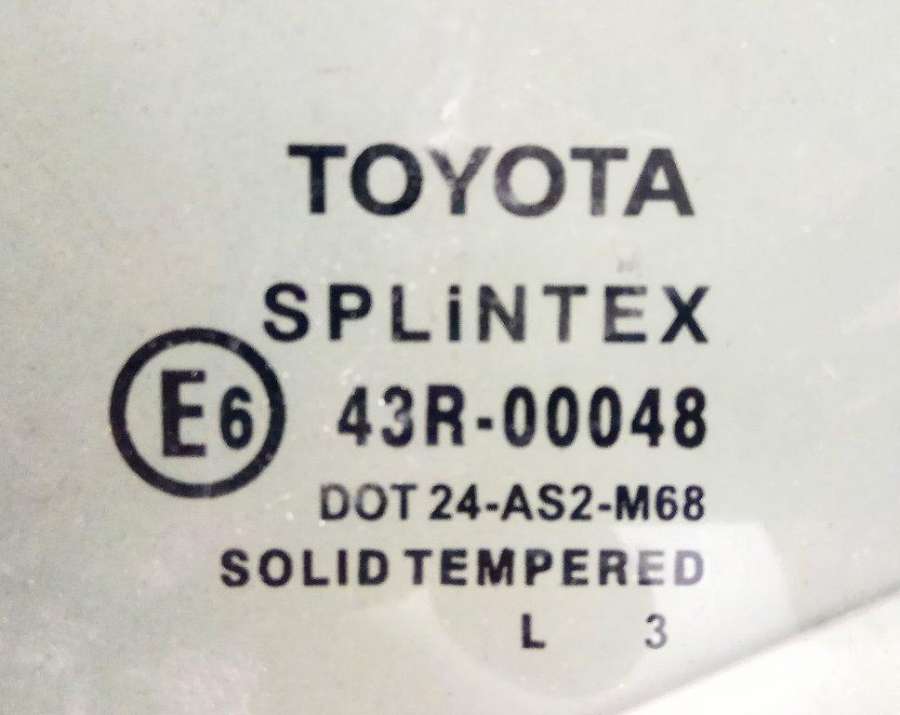 TOYOTA
SPLiNTEX
E6 43R-00048
DOT 24-AS2-M68
SOLID TEMPERED
L 3